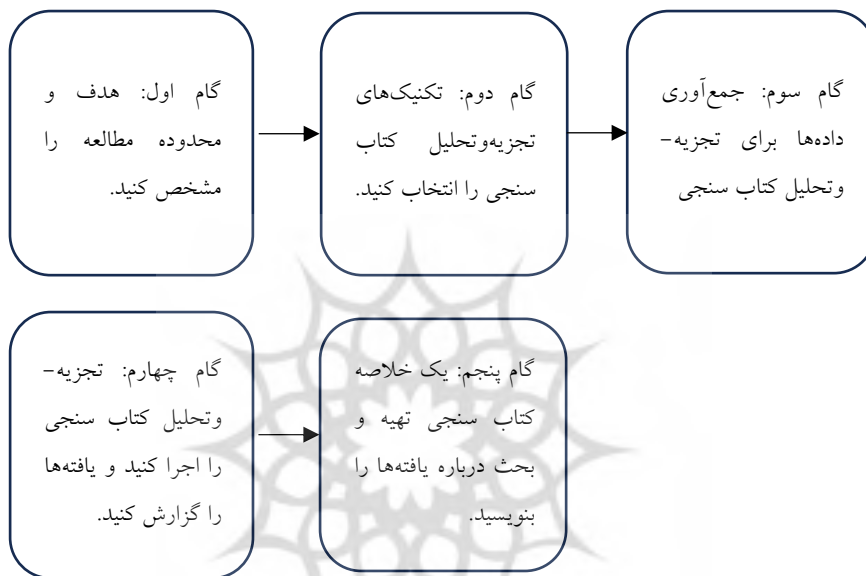 گام اول: هدف و
محدوده مطالعه را
مشخص کنید.
گام دوم: تکنیک‌های
تجزیه‌وتحلیل کتاب
سنجی را انتخاب کنید.
گام سوم: جمع‌آوری
داده‌ها برای تجزیه-
وتحلیل کتاب سنجی
گام چهارم: تجزیه-
وتحلیل کتاب سنجی
را اجرا کنید و یافته‌ها
را گزارش کنید.
گام پنجم: یک خلاصه
کتاب سنجی تهیه و
بحث درباره یافته‌ها را
بنویسید.